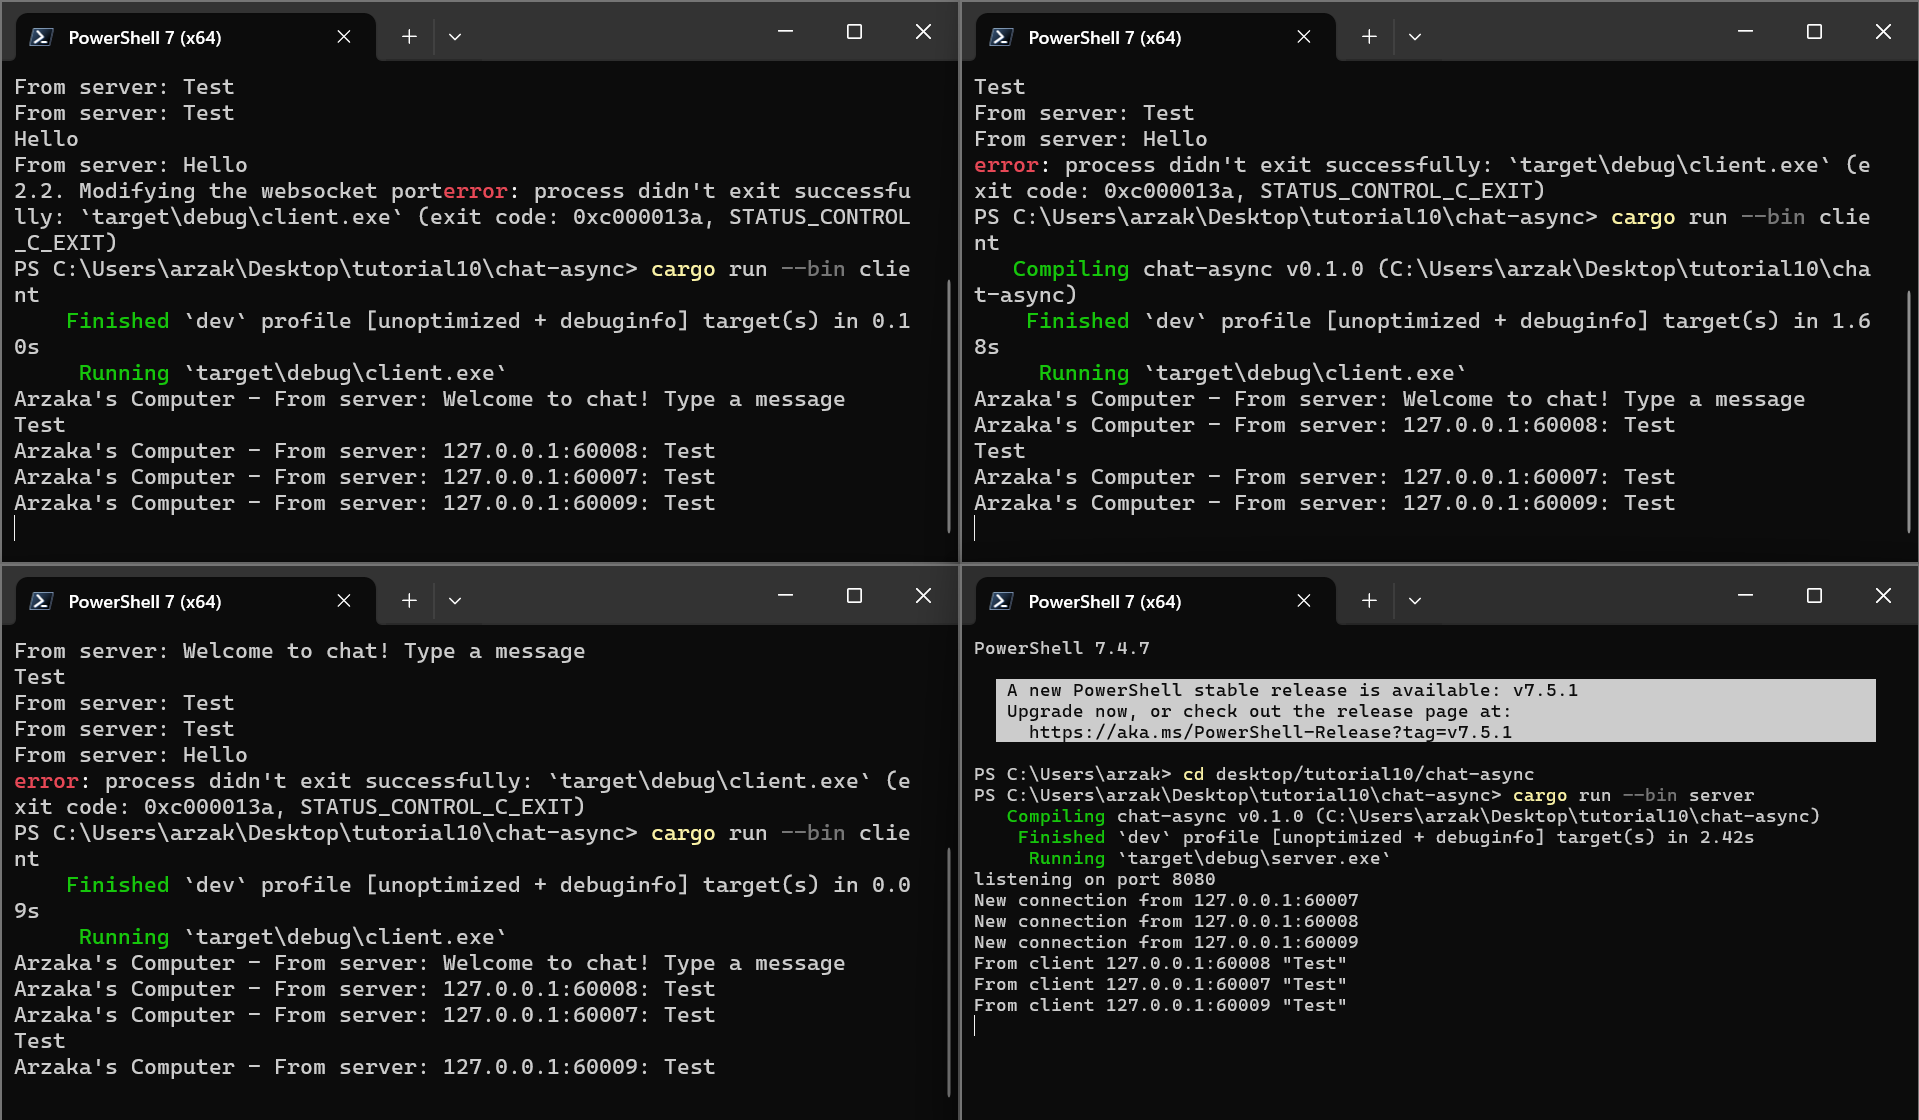 PowerShell 7 (x64)
From server: Test
From server: Test
Hello
From server: Hello
2.2. Modifying the websocket porterror: process didn't exit successfu
lly: `target\debug\client.exe` (exit code: 0xc000013a, STATUS_CONTROL
_C_EXIT)
PS C:\Users\arzak\Desktop\tutorial10\chat-async> cargo run --bin clie
nt
Finished `dev` profile [unoptimized + debuginfo] target(s) in 0.1
0s
Running `target\debug\client.exe`
Arzaka's Computer - From server: Welcome to chat! Type a message
Test
Arzaka's Computer - From server: 127.0.0.1:60008: Test
Arzaka's Computer - From server: 127.0.0.1:60007: Test
Arzaka's Computer - From server: 127.0.0.1:60009: Test
PowerShell 7 (x64)
Test
From server: Test
From server: Hello
error: process didn't exit successfully: `target\debug\client.exe` (e
xit code: 0xc000013a, STATUS_CONTROL_C_EXIT)
PS C:\Users\arzak\Desktop\tutorial10\chat-async> cargo run --bin clie
nt
Compiling chat-async v0.1.0 (C:\Users\arzak\Desktop\tutorial10\cha
t-async)
Finished `dev` profile [unoptimized + debuginfo] target(s) in 1.6
8s
Running `target\debug\client.exe`
Arzaka's Computer - From server: Welcome to chat! Type a message
Arzaka's Computer - From server: 127.0.0.1:60008: Test
Test
Arzaka's Computer - From server: 127.0.0.1:60007: Test
Arzaka's Computer - From server: 127.0.0.1:60009: Test
PowerShell 7 (x64)
From server: Welcome to chat! Type a message
Test
From server: Test
From server: Test
From server: Hello
error: process didn't exit successfully: `target\debug\client.exe` (e
xit code: 0xc000013a, STATUS_CONTROL_C_EXIT)
PS C:\Users\arzak\Desktop\tutorial10\chat-async> cargo run --bin clie
nt
Finished `dev` profile [unoptimized + debuginfo] target(s) in 0.0
9s
Running `target\debug\client.exe`
Arzaka's Computer - From server: Welcome to chat! Type a message
Arzaka's Computer - From server: 127.0.0.1:60008: Test
Arzaka's Computer - From server: 127.0.0.1:60007: Test
Test
Arzaka's Computer - From server: 127.0.0.1:60009: Test
PowerShell 7 (x64)
PowerShell 7.4.7
A new PowerShell stable release is available: v7.5.1
Upgrade now, or check out the release page at:
https://aka.ms/PowerShell-Release?tag=v7.5.1
PS C:\Users\arzak> cd desktop/tutorial10/chat-async
PS C:\Users\arzak\Desktop\tutorial10\chat-async> cargo run --bin server
Compiling chat-async v0.1.0 (C:\Users\arzak\Desktop\tutorial10\chat-async)
Finished `dev` profile [unoptimized + debuginfo] target(s) in 2.42s
Running `target\debug\server.exe`
listening on port 8080
New connection from 127.0.0.1:60007
New connection from 127.0.0.1:60008
New connection from 127.0.0.1:60009
From client 127.0.0.1:60008 "Test"
From client 127.0.0.1:60007 "Test"
From client 127.0.0.1:60009 "Test"